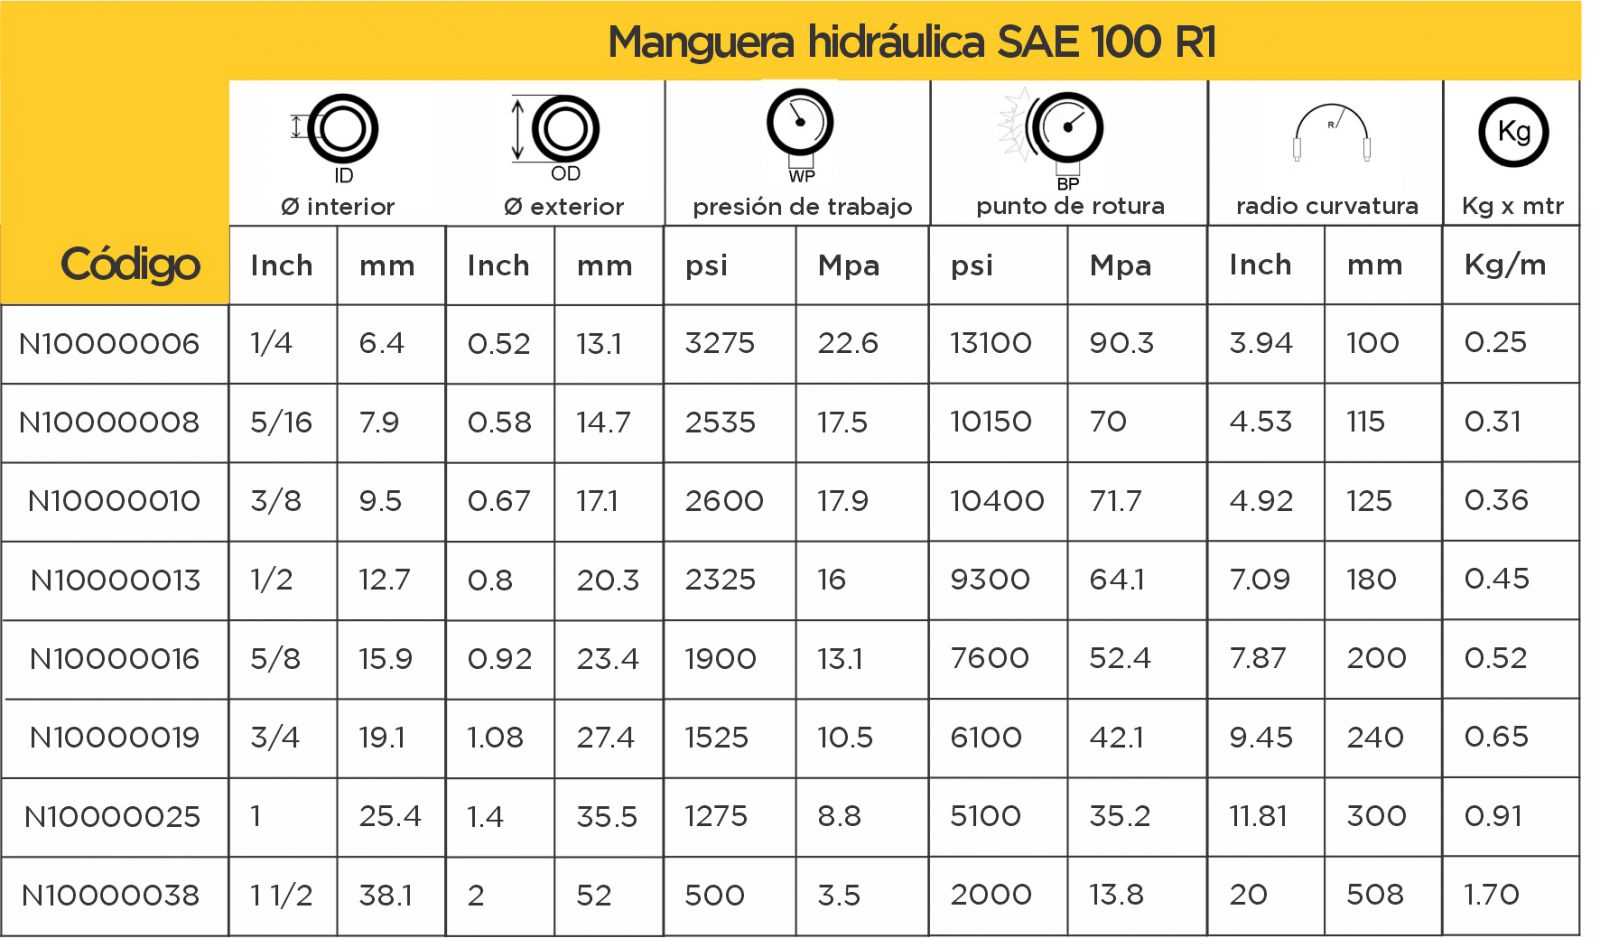 Manguera hidráulica SAE 100 R1
ID OD WP BP R Kg
Ø interior Ø exterior presión de trabajo punto de rotura radio curvatura Kg x mtr
Código Inch mm Inch mm psi Mpa psi Mpa Inch mm Kg/m
N10000006 1/4 6.4 0.52 13.1 3275 22.6 13100 90.3 3.94 100 0.25
N10000008 5/16 7.9 0.58 14.7 2535 17.5 10150 70 4.53 115 0.31
N10000010 3/8 9.5 0.67 17.1 2600 17.9 10400 71.7 4.92 125 0.36
N10000013 1/2 12.7 0.8 20.3 2325 16 9300 64.1 7.09 180 0.45
N10000016 5/8 15.9 0.92 23.4 1900 13.1 7600 52.4 7.87 200 0.52
N10000019 3/4 19.1 1.08 27.4 1525 10.5 6100 42.1 9.45 240 0.65
N10000025 1 25.4 1.4 35.5 1275 8.8 5100 35.2 11.81 300 0.91
N10000038 1 1/2 38.1 2 52 500 3.5 2000 13.8 20 508 1.70